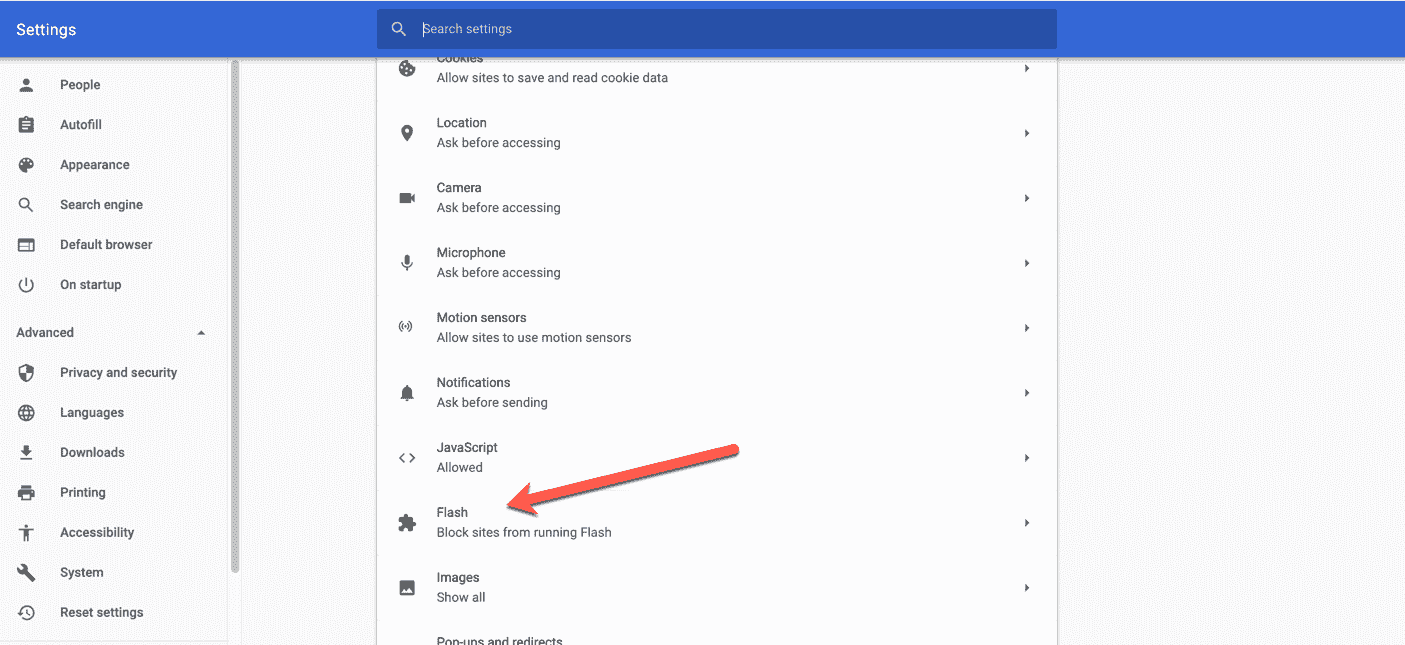 Settings
Search settings
People
Autofill
Appearance
Search engine
Default browser
On startup
Advanced
Privacy and security
Languages
Downloads
Printing
Accessibility
System
Reset settings
Cookies
Allow sites to save and read cookie data
Location
Ask before accessing
Camera
Ask before accessing
Microphone
Ask before accessing
Motion sensors
Allow sites to use motion sensors
Notifications
Ask before sending
JavaScript
Allowed
Flash
Block sites from running Flash
Images
Show all
Pop-ups and redirects